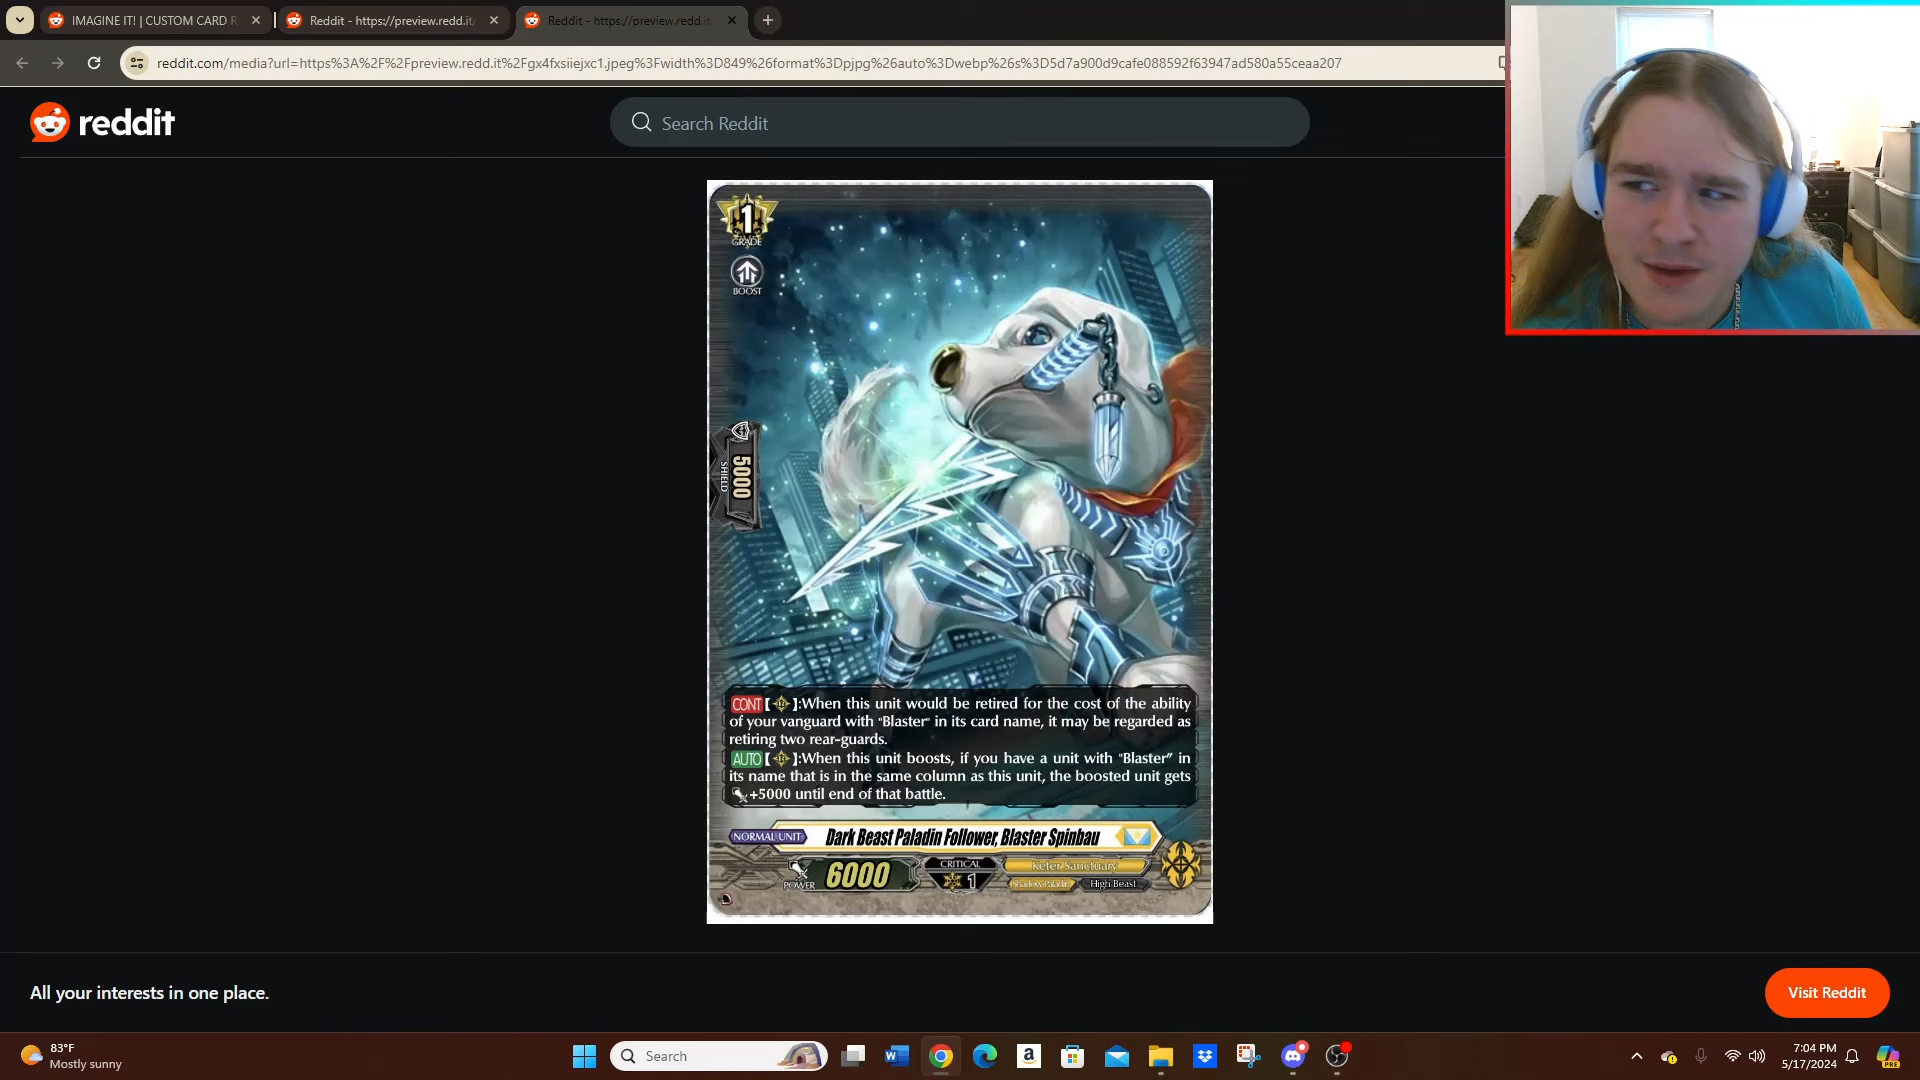 IMAGINE IT! | CUSTOM CARD R
Reddit - https://preview.redd.it/
Reddit - https://preview.redd.it
reddit.com/media?url=https%3A%2F%2Fpreview.redd.it%2Fgx4fxsiiejxc1.jpeg%3Fwidth%3D849%26format%3Dpjpg%26auto%3Dwebp%26s%3D5d7a900d9cafe088592f63947ad580a55ceaa207
reddit
Search Reddit
1
GRADE
BOOST
5000
SHIELD
CONT【】:When this unit would be retired for the cost of the ability
of your vanguard with "Blaster" in its card name, it may be regarded as
retiring two rear-guards.
AUTO【】:When this unit boosts, if you have a unit with "Blaster" in
its name that is in the same column as this unit, the boosted unit gets
+5000 until end of that battle.
NORMAL UNIT Dark Beast Paladin Follower, Blaster Spinbau
POWER 6000 CRITICAL 1 Keter Sanctuary
Shadow Paladin High Beast
All your interests in one place.
Visit Reddit
83°F
Mostly sunny
Search
7:04 PM
5/17/2024